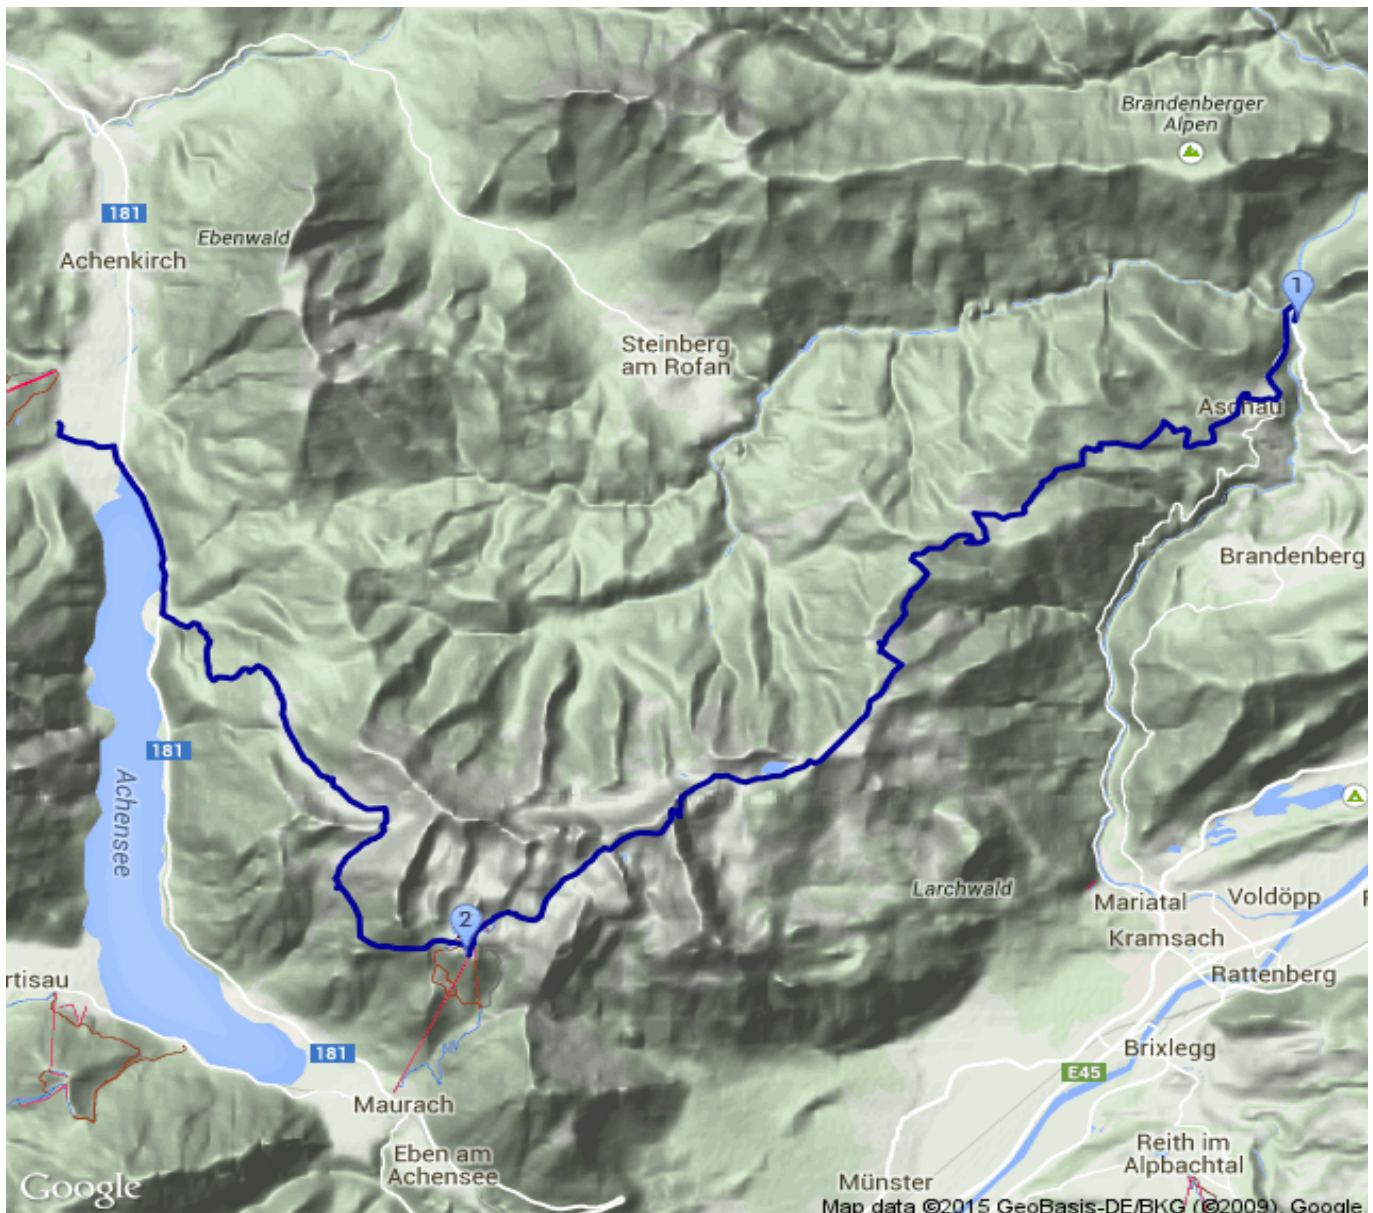 Brandenberger
Alpen
181
Ebenwald
Achenkirch
1
Steinberg
am Rofan
Aschau
Brandenberg
181
Achensee
Larchwald
Mariatal
Voldöpp
2
Kramsach
rtisau
Rattenberg
181
Brixlegg
E45
Maurach
Eben am
Achensee
Reith im
Alpbachtal
Münster
Google
Map data ©2015 GeoBasis-DE/BKG (©2009), Google